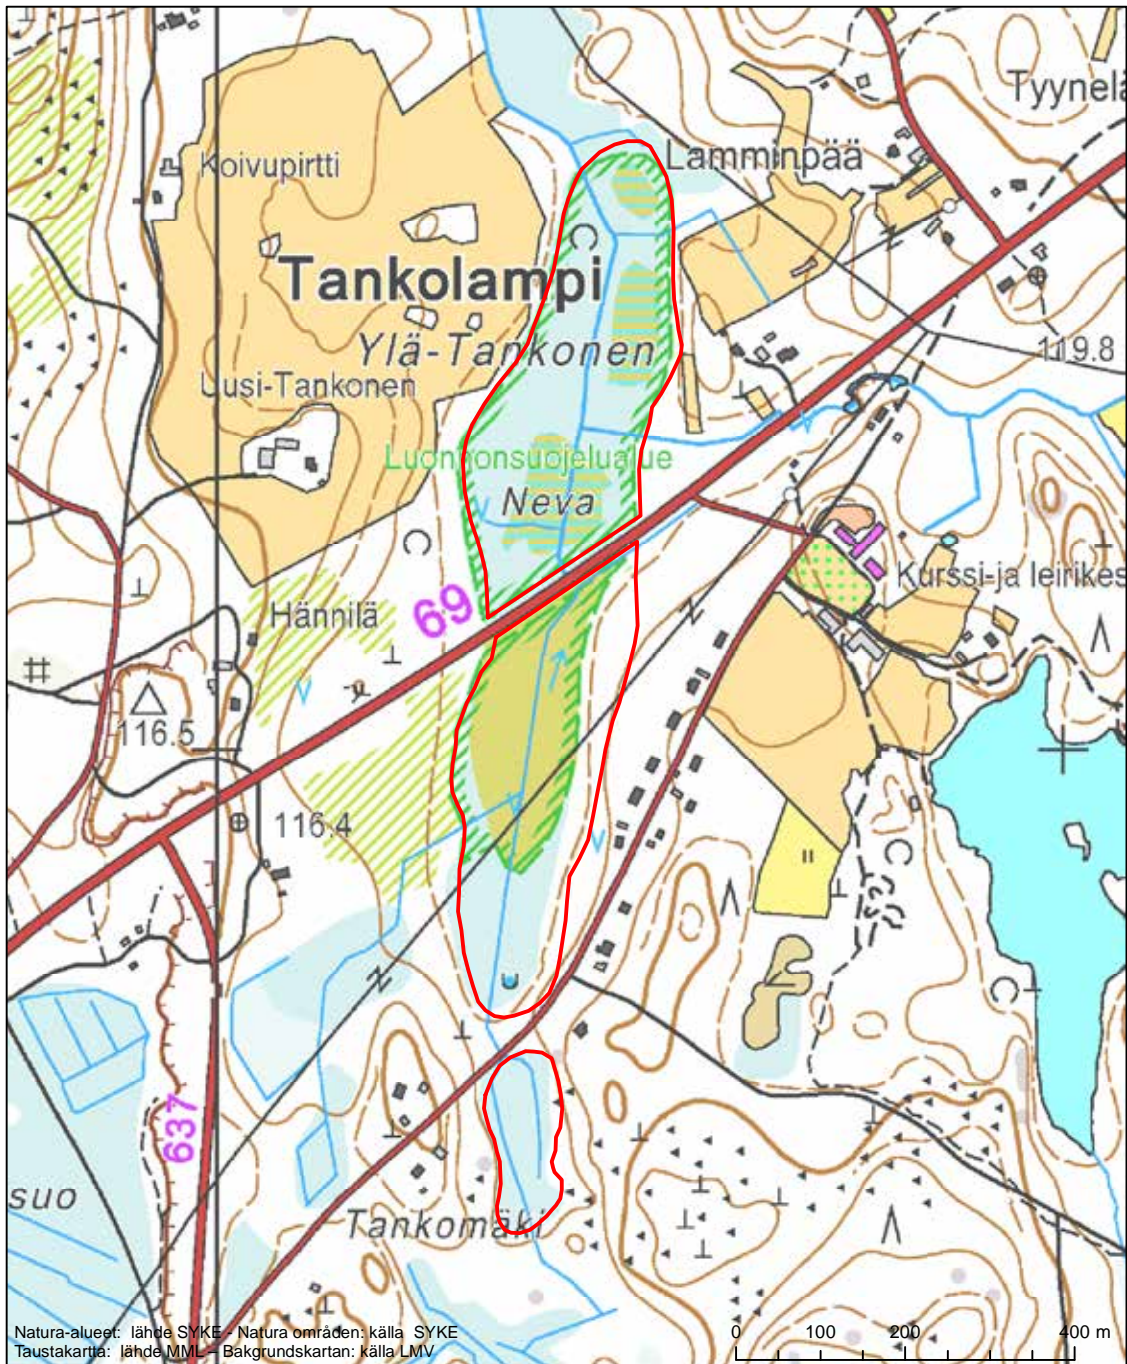 Tyynelä
Lamminpää
Koivupirtti
Tankolampi
Ylä-Tankonen
119.8
Uusi-Tankonen
Luonnonsuojelualue
Neva
Kurssi-ja leirikes
Hännilä
69
116.5
116.4
637
suo
Tankomäki
Natura-alueet: lähde SYKE - Natura områden: källa SYKE
Taustakartta: lähde MML – Bakgrundskartan: källa LMV
0 100 200 400 m